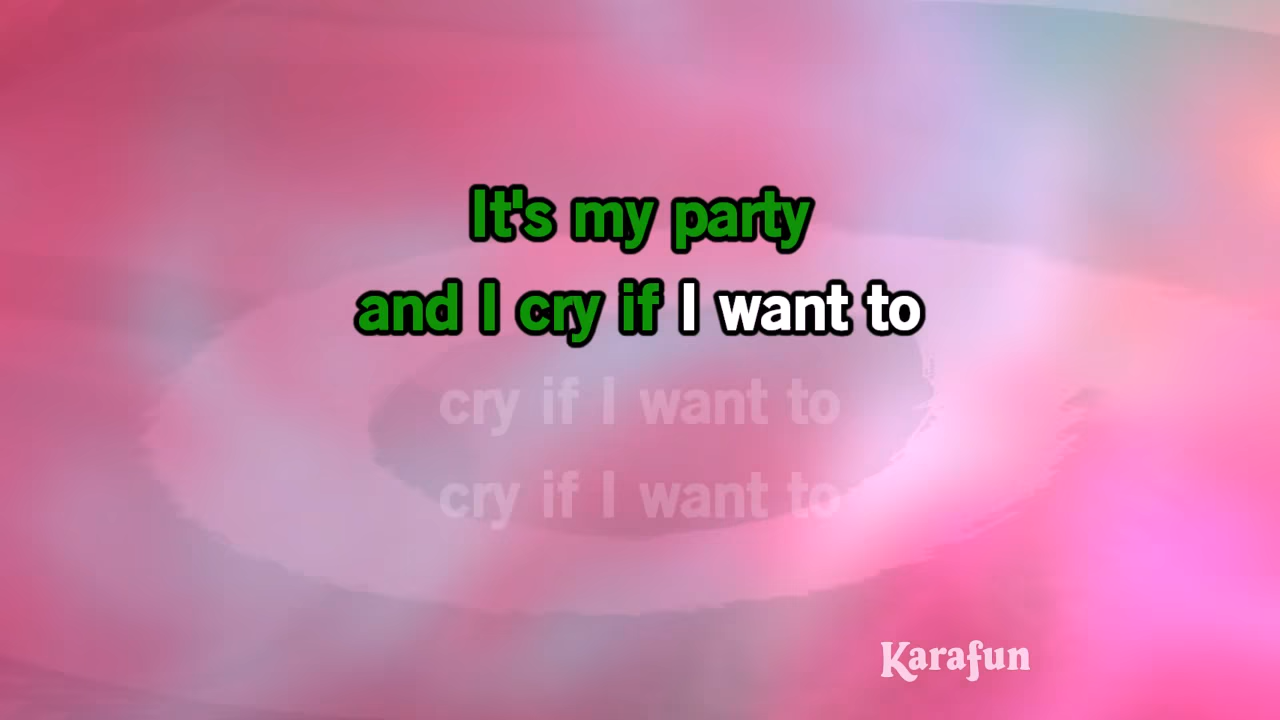 It's my party
and I cry if I want to
cry if I want to
cry if I want to
Karafun